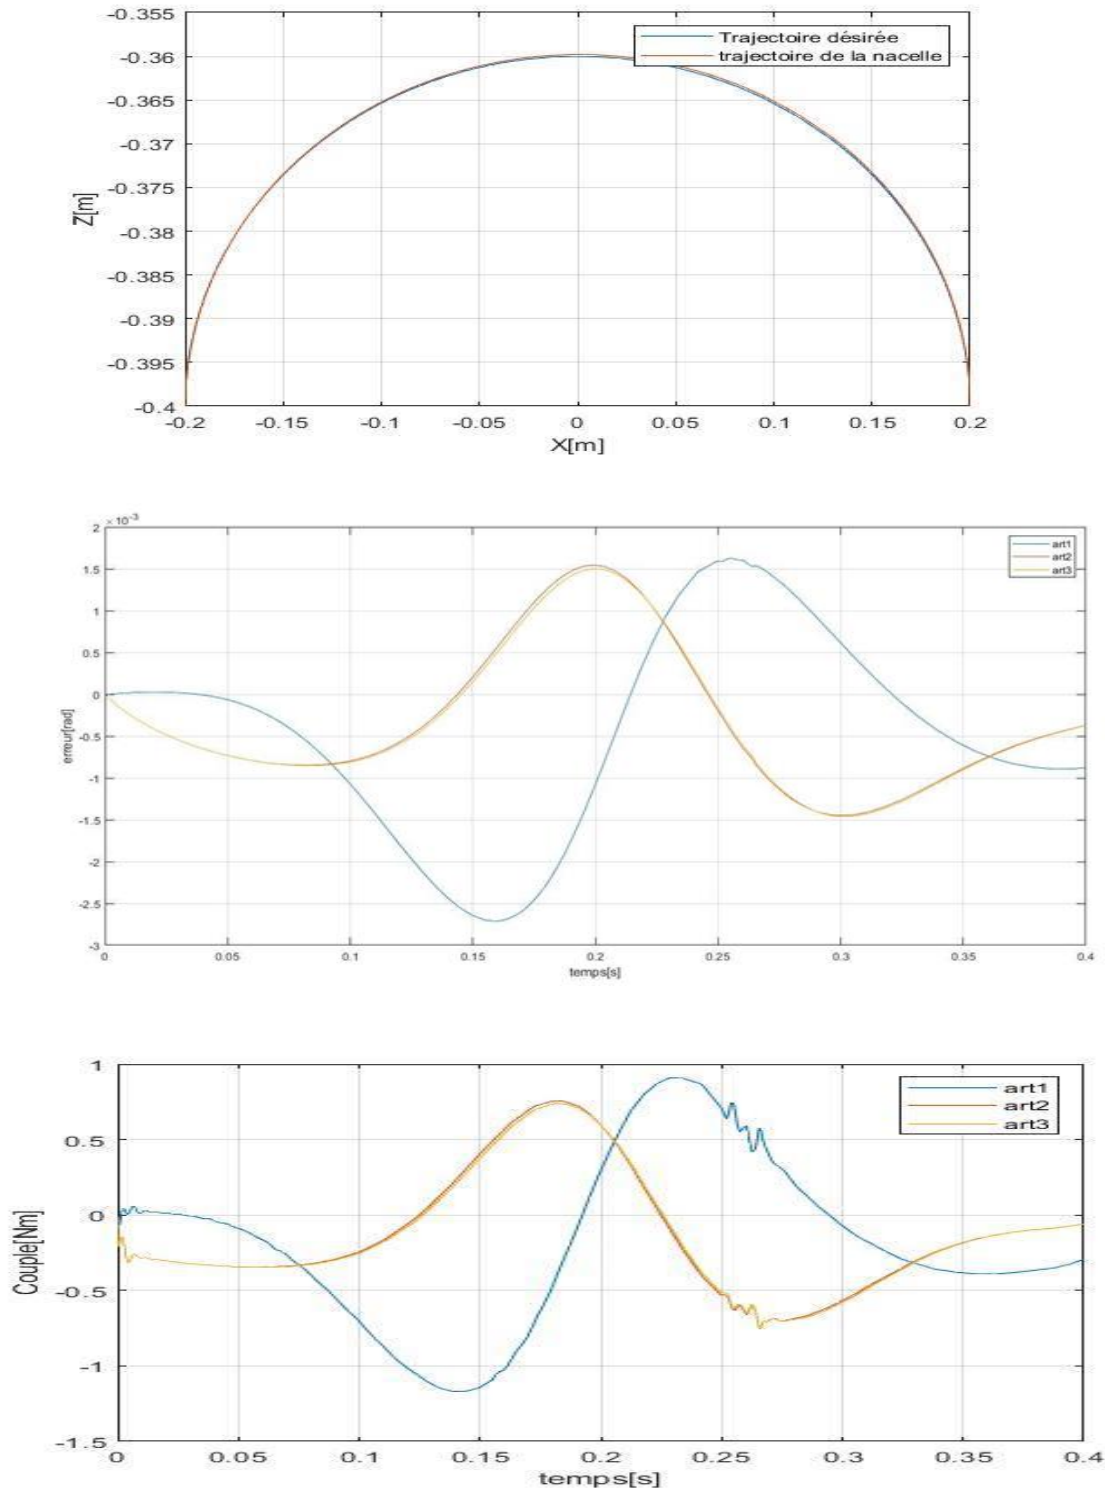 -0.355
Trajectoire désirée
trajectoire de la nacelle
-0.36
-0.365
-0.37
-0.375
Z[m]
-0.38
-0.385
-0.39
-0.395
-0.4
-0.2 -0.15 -0.1 -0.05 0 0.05 0.1 0.15 0.2
X[m]
×10⁻³
2
art1
art2
art3
1.5
1
0.5
0
erreur[rad]
-0.5
-1
-1.5
-2
-2.5
-3
0 0.05 0.1 0.15 0.2 0.25 0.3 0.35 0.4
temps[s]
1
art1
art2
art3
0.5
0
Couple[Nm]
-0.5
-1
-1.5
0 0.05 0.1 0.15 0.2 0.25 0.3 0.35 0.4
temps[s]